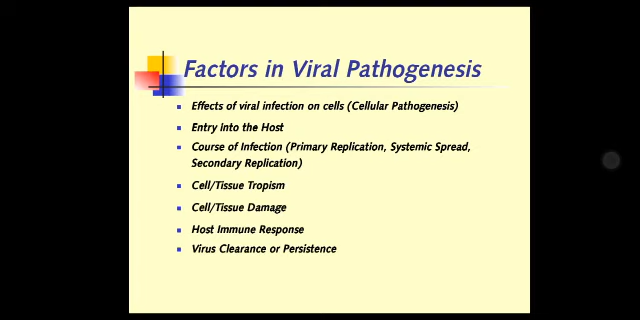 Factors in Viral Pathogenesis
Effects of viral infection on cells (Cellular Pathogenesis)
Entry into the Host
Course of Infection (Primary Replication, Systemic Spread,
Secondary Replication)
Cell/Tissue Tropism
Cell/Tissue Damage
Host Immune Response
Virus Clearance or Persistence